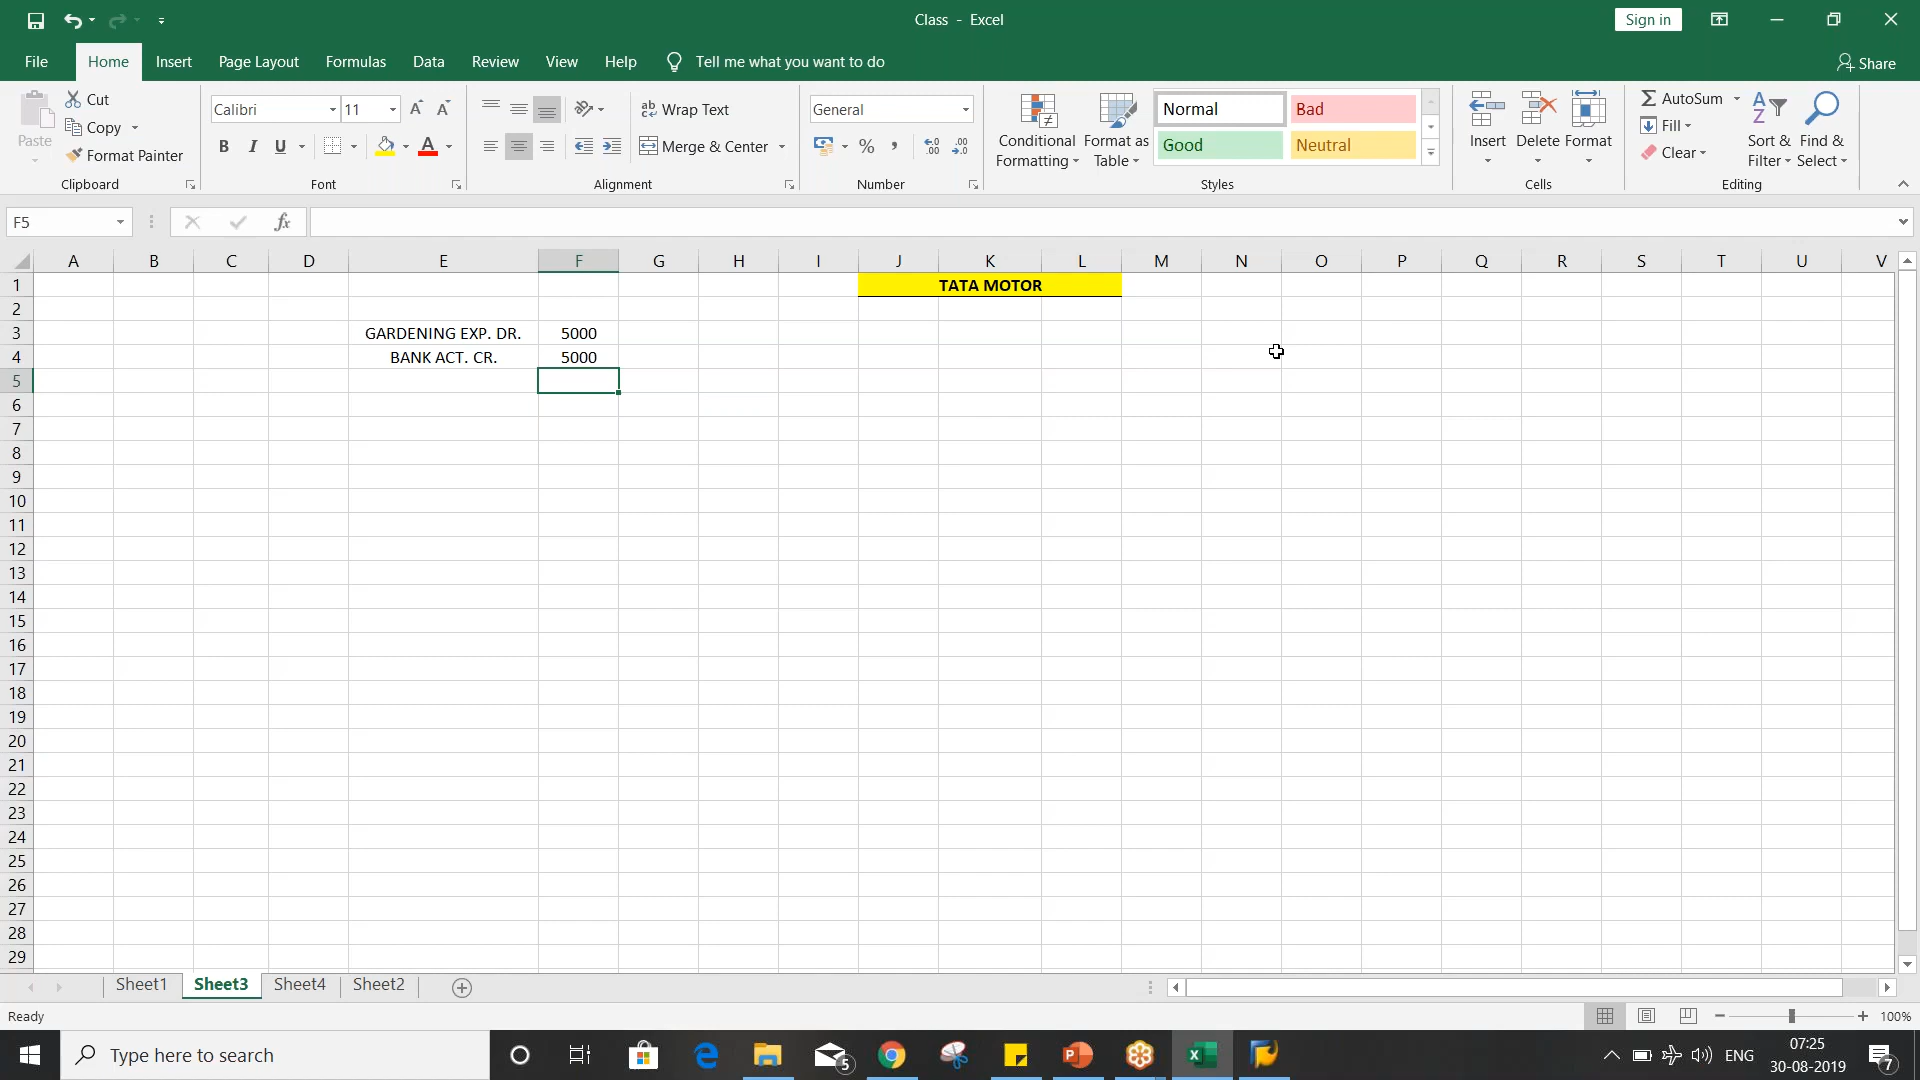 Class - Excel
Sign in
File Home Insert Page Layout Formulas Data Review View Help Tell me what you want to do
Share
Paste
Cut
Copy
Format Painter
Clipboard
Calibri 11
B I U
Font
Wrap Text
Merge & Center
Alignment
General
Number
Conditional Formatting
Format as Table
Normal Bad
Good Neutral
Styles
Insert Delete Format
Cells
AutoSum
Fill
Clear
Sort & Filter
Find & Select
Editing
F5
fx
A B C D E F G H I J K L M N O P Q R S T U V
1 TATA MOTOR
2
3 GARDENING EXP. DR. 5000
4 BANK ACT. CR. 5000
5
6
7
8
9
10
11
12
13
14
15
16
17
18
19
20
21
22
23
24
25
26
27
28
29
Sheet1 Sheet3 Sheet4 Sheet2
Ready
100%
Type here to search
5
ENG
07:25
30-08-2019
7